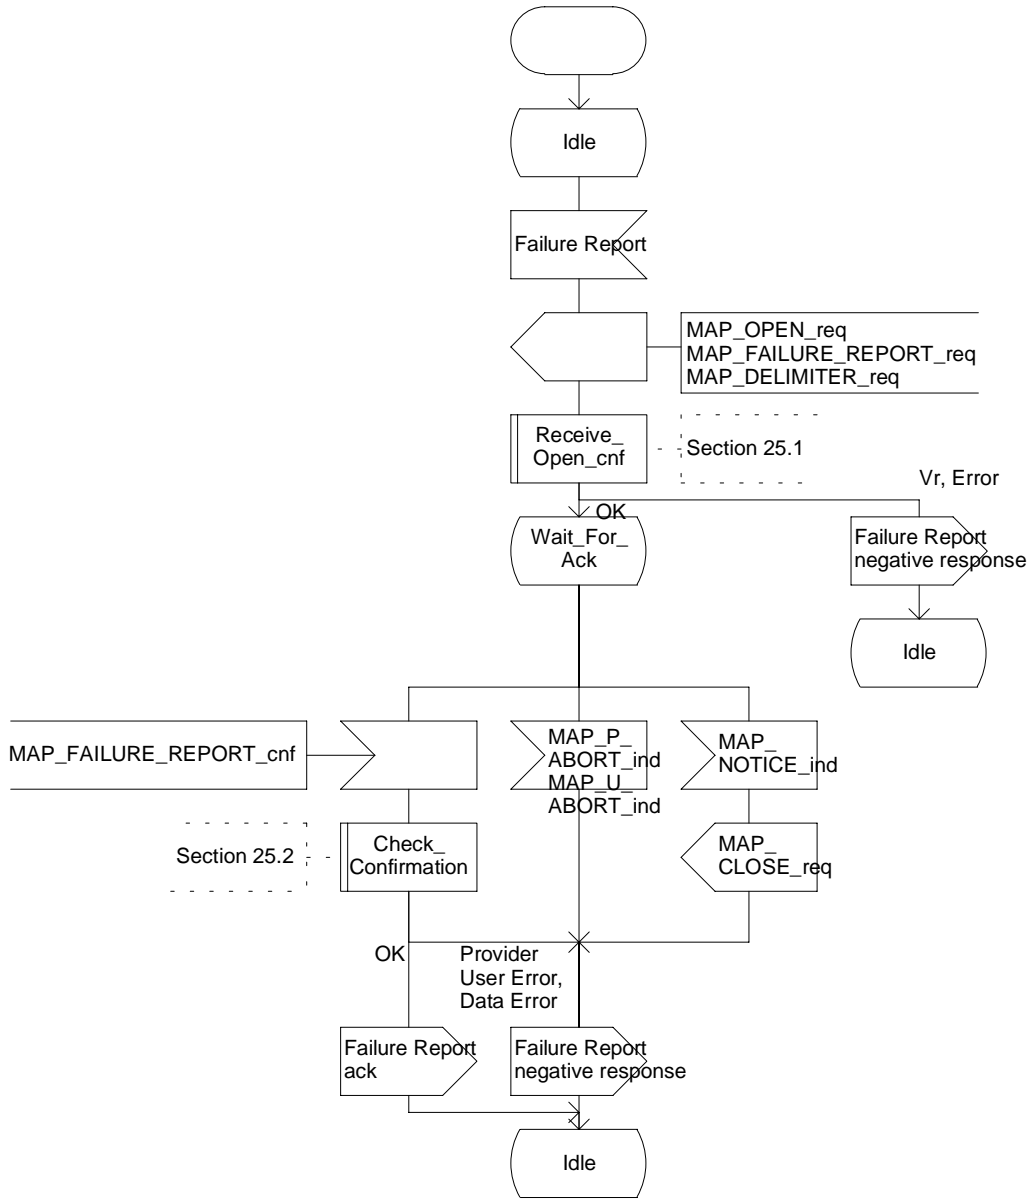 Idle
Failure Report
MAP_OPEN_req
MAP_FAILURE_REPORT_req
MAP_DELIMITER_req
Receive_
Open_cnf
Section 25.1
Vr, Error
OK
Wait_For_
Ack
Failure Report
negative response
Idle
MAP_FAILURE_REPORT_cnf
MAP_P_
ABORT_ind
MAP_U_
ABORT_ind
MAP_
NOTICE_ind
Section 25.2
Check_
Confirmation
MAP_
CLOSE_req
OK
Provider
User Error,
Data Error
Failure Report
ack
Failure Report
negative response
Idle